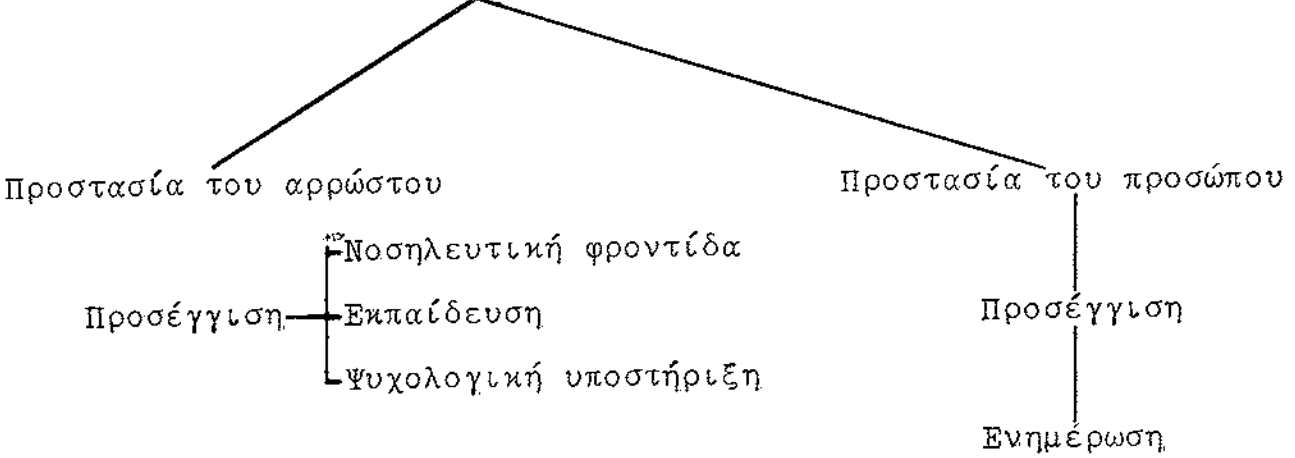 Προστασία του αρρώστου
Προστασία του προσώπου
Νοσηλευτική φροντίδα
Προσέγγιση
Εκπαίδευση
Ψυχολογική υποστήριξη
Προσέγγιση
Ενημέρωση